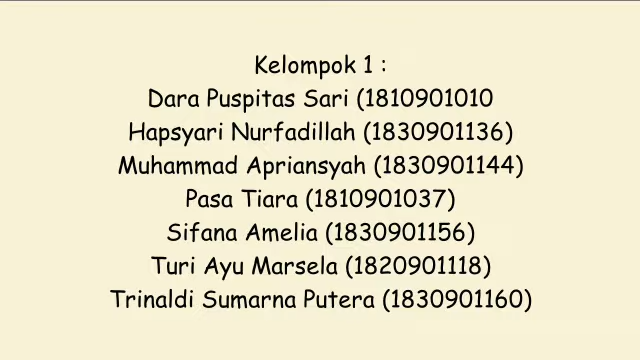 Kelompok 1 :
Dara Puspitas Sari (1810901010
Hapsyari Nurfadillah (1830901136)
Muhammad Apriansyah (1830901144)
Pasa Tiara (1810901037)
Sifana Amelia (1830901156)
Turi Ayu Marsela (1820901118)
Trinaldi Sumarna Putera (1830901160)